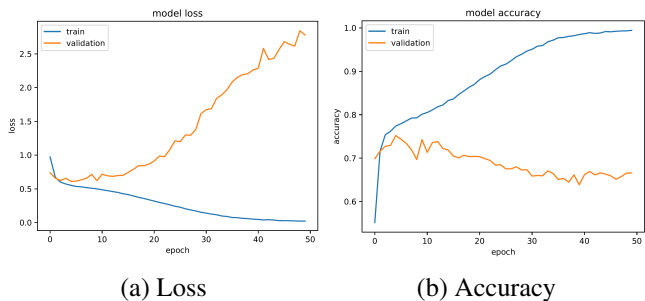 model loss
train
validation
2.5
2.0
1.5
1.0
0.5
0.0
loss
0 10 20 30 40 50
epoch
(a) Loss
model accuracy
train
validation
1.0
0.9
0.8
0.7
0.6
accuracy
0 10 20 30 40 50
epoch
(b) Accuracy